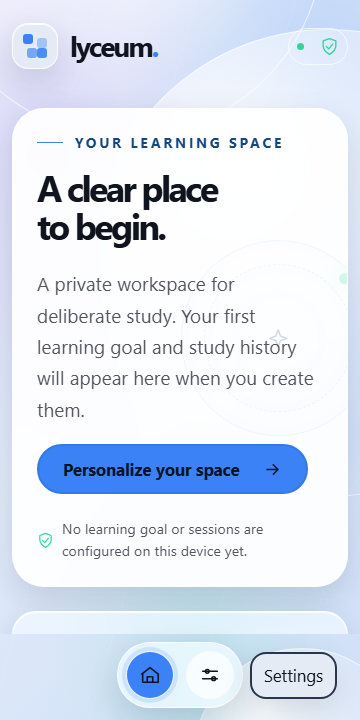 lyceum.
YOUR LEARNING SPACE
A clear place
to begin.
A private workspace for
deliberate study. Your first
learning goal and study history
will appear here when you create
them.
Personalize your space
No learning goal or sessions are
configured on this device yet.
Settings